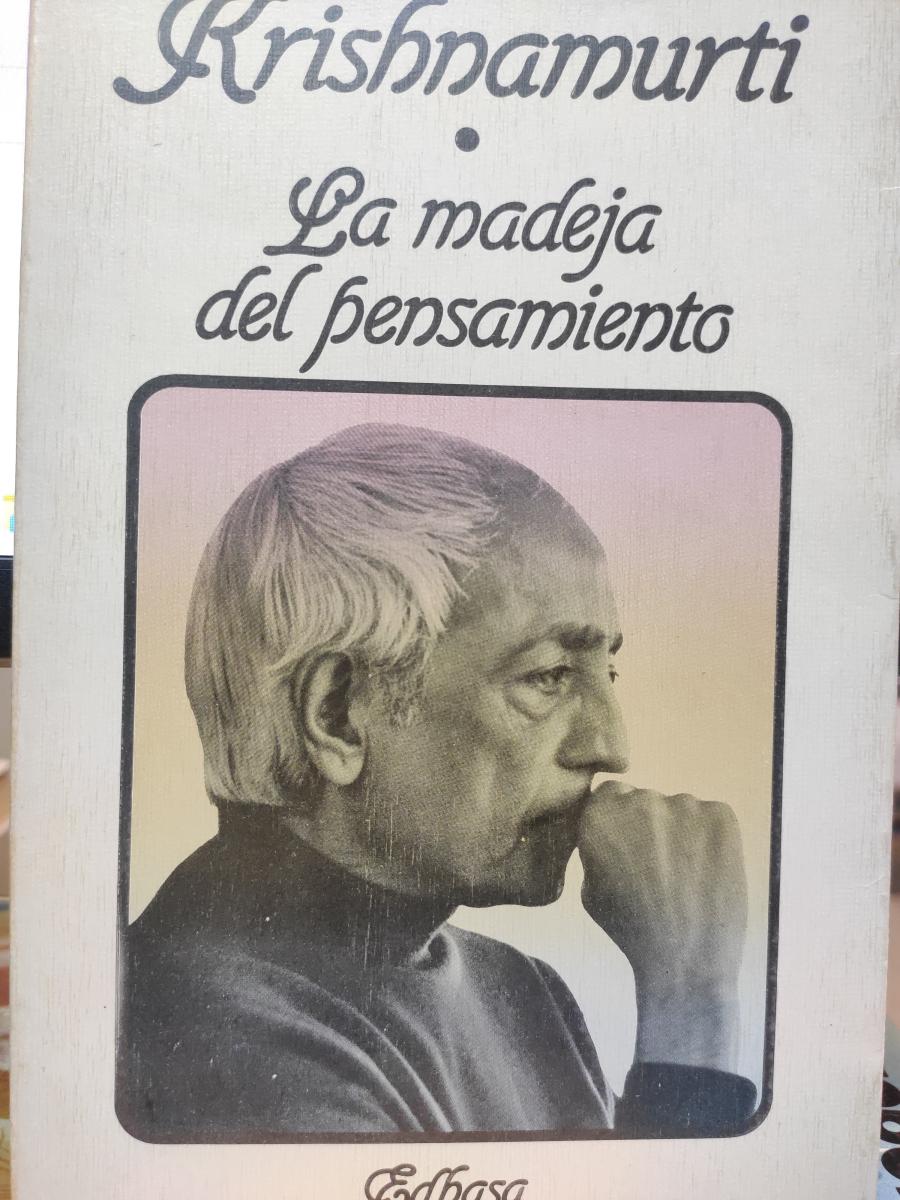 Krishnamurti
•
La madeja
del pensamiento
Edhasa